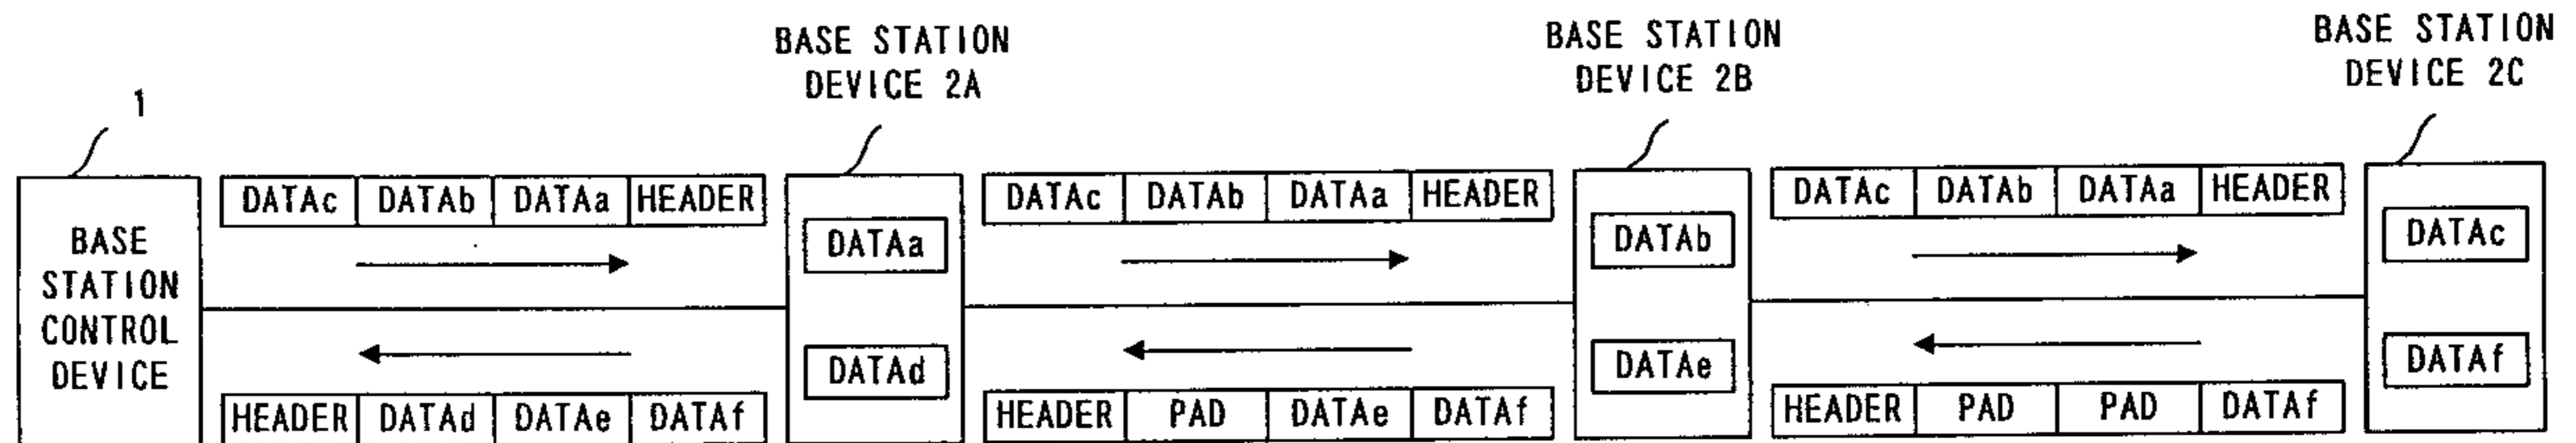 BASE STATION
DEVICE 2A
BASE STATION
DEVICE 2B
BASE STATION
DEVICE 2C
1
DATAc DATAb DATAa HEADER
DATAc DATAb DATAa HEADER
DATAc DATAb DATAa HEADER
BASE
STATION
CONTROL
DEVICE
DATAa
DATAb
DATAc
DATAd
DATAe
DATAf
HEADER DATAd DATAe DATAf
HEADER PAD DATAe DATAf
HEADER PAD PAD DATAf